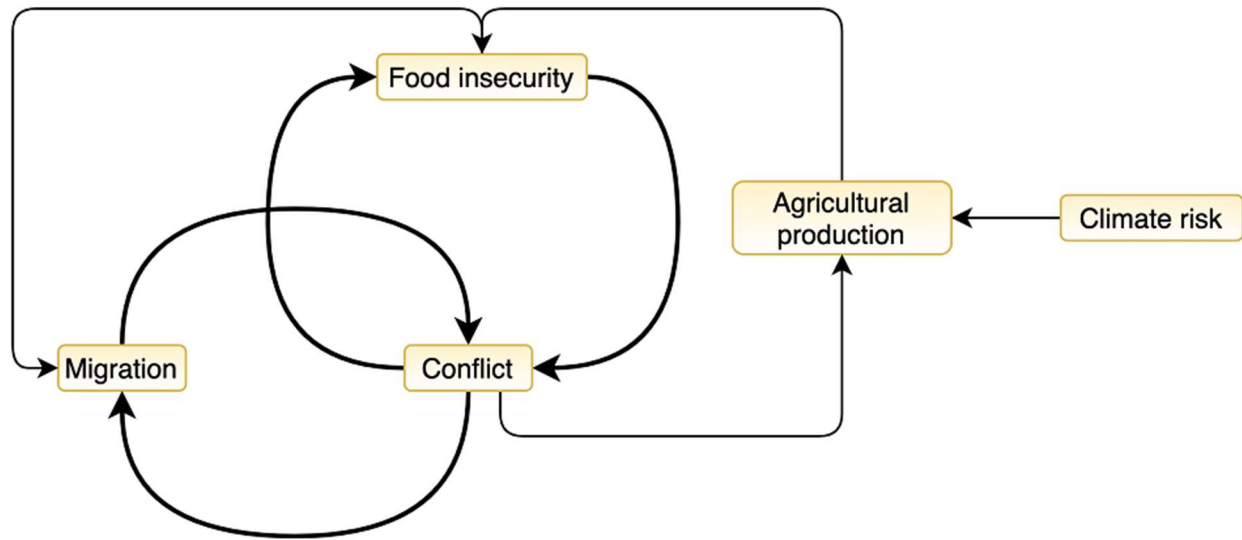 Food insecurity
Agricultural
production
Climate risk
Migration
Conflict